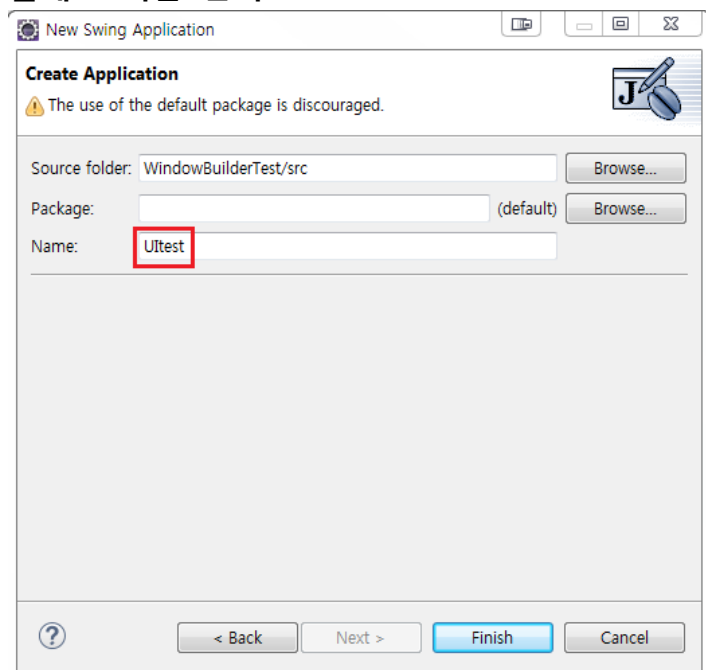 New Swing Application
Create Application
The use of the default package is discouraged.
Source folder: WindowBuilderTest/src Browse...
Package: (default) Browse...
Name: UItest
< Back Next > Finish Cancel